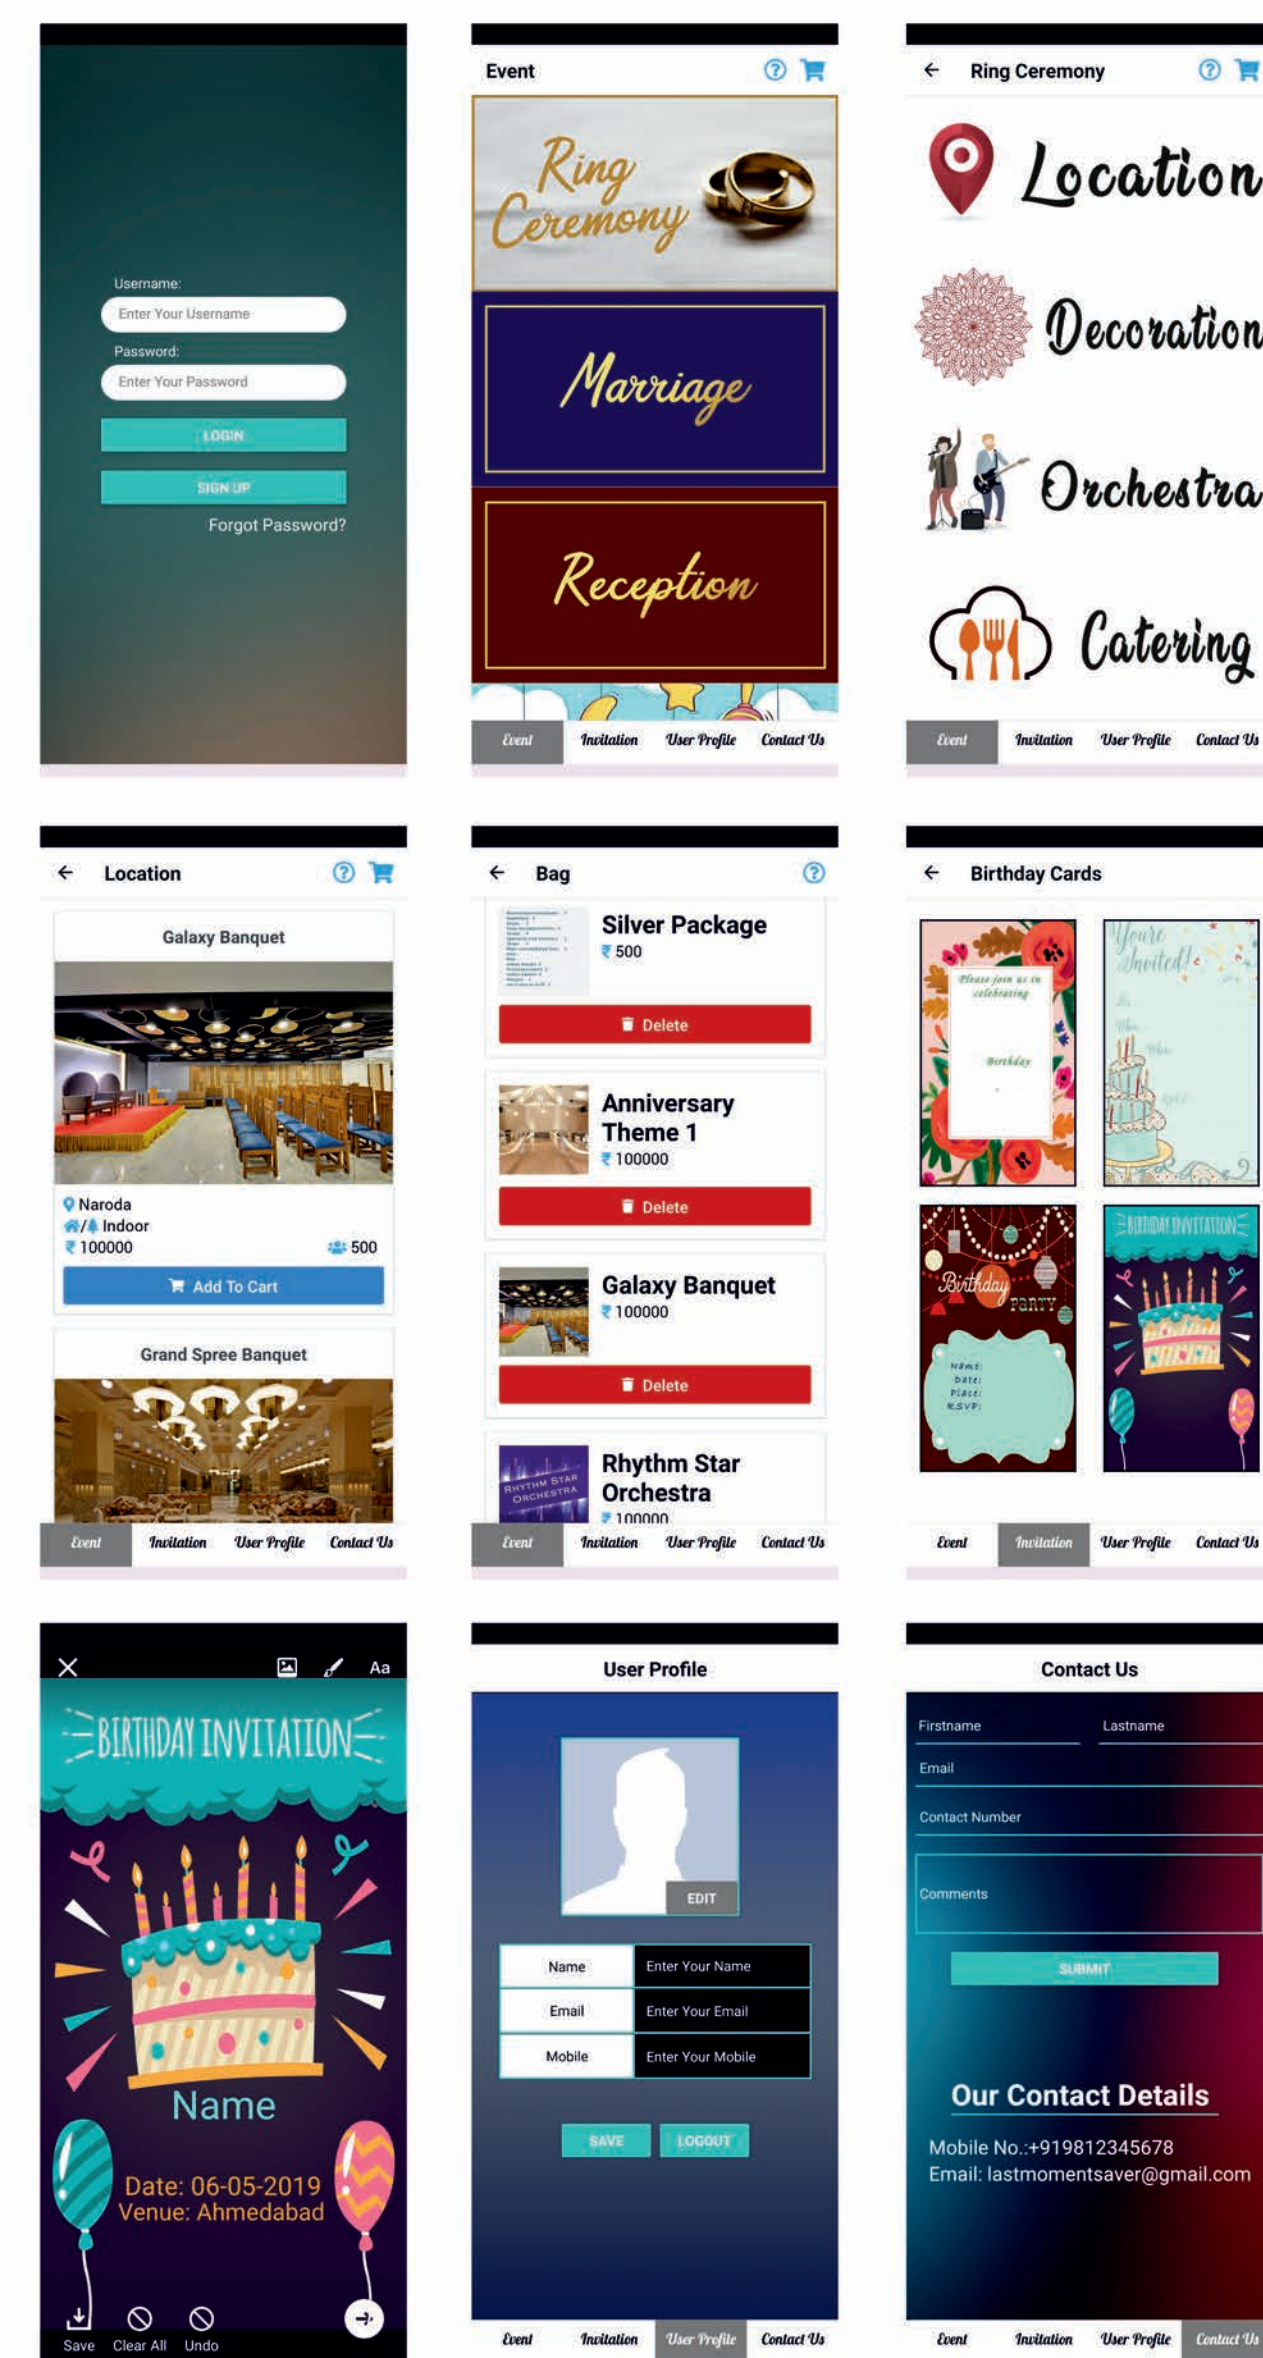 Username:
Enter Your Username
Password:
Enter Your Password
LOGIN
SIGN UP
Forgot Password?
Event
Ring
Ceremony
Marriage
Reception
Event Invitation User Profile Contact Us
Ring Ceremony
Location
Decoration
Orchestra
Catering
Event Invitation User Profile Contact Us
Location
Galaxy Banquet
Naroda
/ Indoor
₹ 100000 500
Add To Cart
Grand Spree Banquet
Event Invitation User Profile Contact Us
Bag
Silver Package
₹ 500
Delete
Anniversary
Theme 1
₹ 100000
Delete
Galaxy Banquet
₹ 100000
Delete
RHYTHM STAR
ORCHESTRA
Rhythm Star
Orchestra
₹ 100000
Event Invitation User Profile Contact Us
Birthday Cards
Please join us in
celebrating
Birthday
You're
Invited!
Birthday
PARTY
Name:
Date:
Place:
RSVP:
BIRTHDAY INVITATION
Event Invitation User Profile Contact Us
Aa
BIRTHDAY INVITATION
Name
Date: 06-05-2019
Venue: Ahmedabad
Save Clear All Undo
User Profile
EDIT
Name Enter Your Name
Email Enter Your Email
Mobile Enter Your Mobile
SAVE LOGOUT
Event Invitation User Profile Contact Us
Contact Us
Firstname Lastname
Email
Contact Number
Comments
SUBMIT
Our Contact Details
Mobile No.:+919812345678
Email: lastmomentsaver@gmail.com
Event Invitation User Profile Contact Us